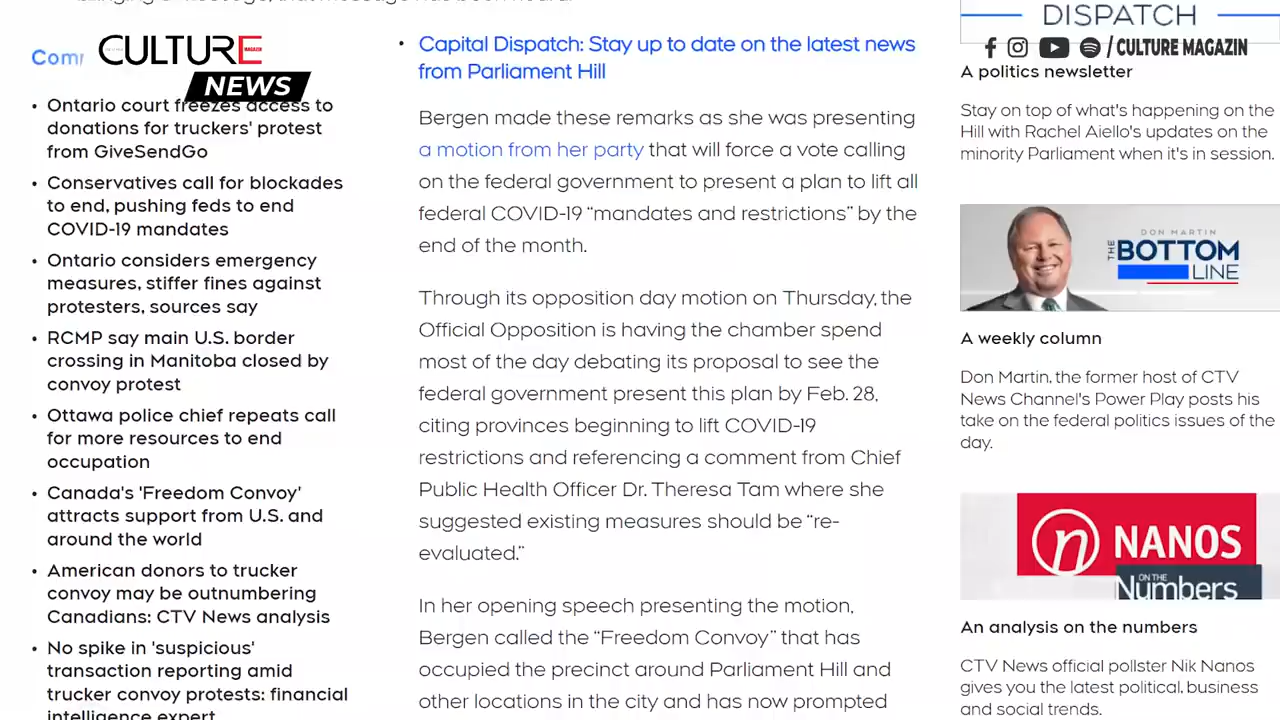 CULTURE MAGAZIN
NEWS
Ontario court freezes access to
donations for truckers' protest
from GiveSendGo
Conservatives call for blockades
to end, pushing feds to end
COVID-19 mandates
Ontario considers emergency
measures, stiffer fines against
protesters, sources say
RCMP say main U.S. border
crossing in Manitoba closed by
convoy protest
Ottawa police chief repeats call
for more resources to end
occupation
Canada's 'Freedom Convoy'
attracts support from U.S. and
around the world
American donors to trucker
convoy may be outnumbering
Canadians: CTV News analysis
No spike in 'suspicious'
transaction reporting amid
trucker convoy protests: financial
intelligence expert
Capital Dispatch: Stay up to date on the latest news
from Parliament Hill
Bergen made these remarks as she was presenting
a motion from her party that will force a vote calling
on the federal government to present a plan to lift all
federal COVID-19 “mandates and restrictions” by the
end of the month.
Through its opposition day motion on Thursday, the
Official Opposition is having the chamber spend
most of the day debating its proposal to see the
federal government present this plan by Feb. 28,
citing provinces beginning to lift COVID-19
restrictions and referencing a comment from Chief
Public Health Officer Dr. Theresa Tam where she
suggested existing measures should be “re-
evaluated.”
In her opening speech presenting the motion,
Bergen called the “Freedom Convoy” that has
occupied the precinct around Parliament Hill and
other locations in the city and has now prompted
DISPATCH
/ CULTURE MAGAZIN
A politics newsletter
Stay on top of what's happening on the
Hill with Rachel Aiello's updates on the
minority Parliament when it's in session.
DON MARTIN
THE BOTTOM
LINE
A weekly column
Don Martin, the former host of CTV
News Channel's Power Play posts his
take on the federal politics issues of the
day.
n NANOS
ON THE
Numbers
An analysis on the numbers
CTV News official pollster Nik Nanos
gives you the latest political, business
and social trends.